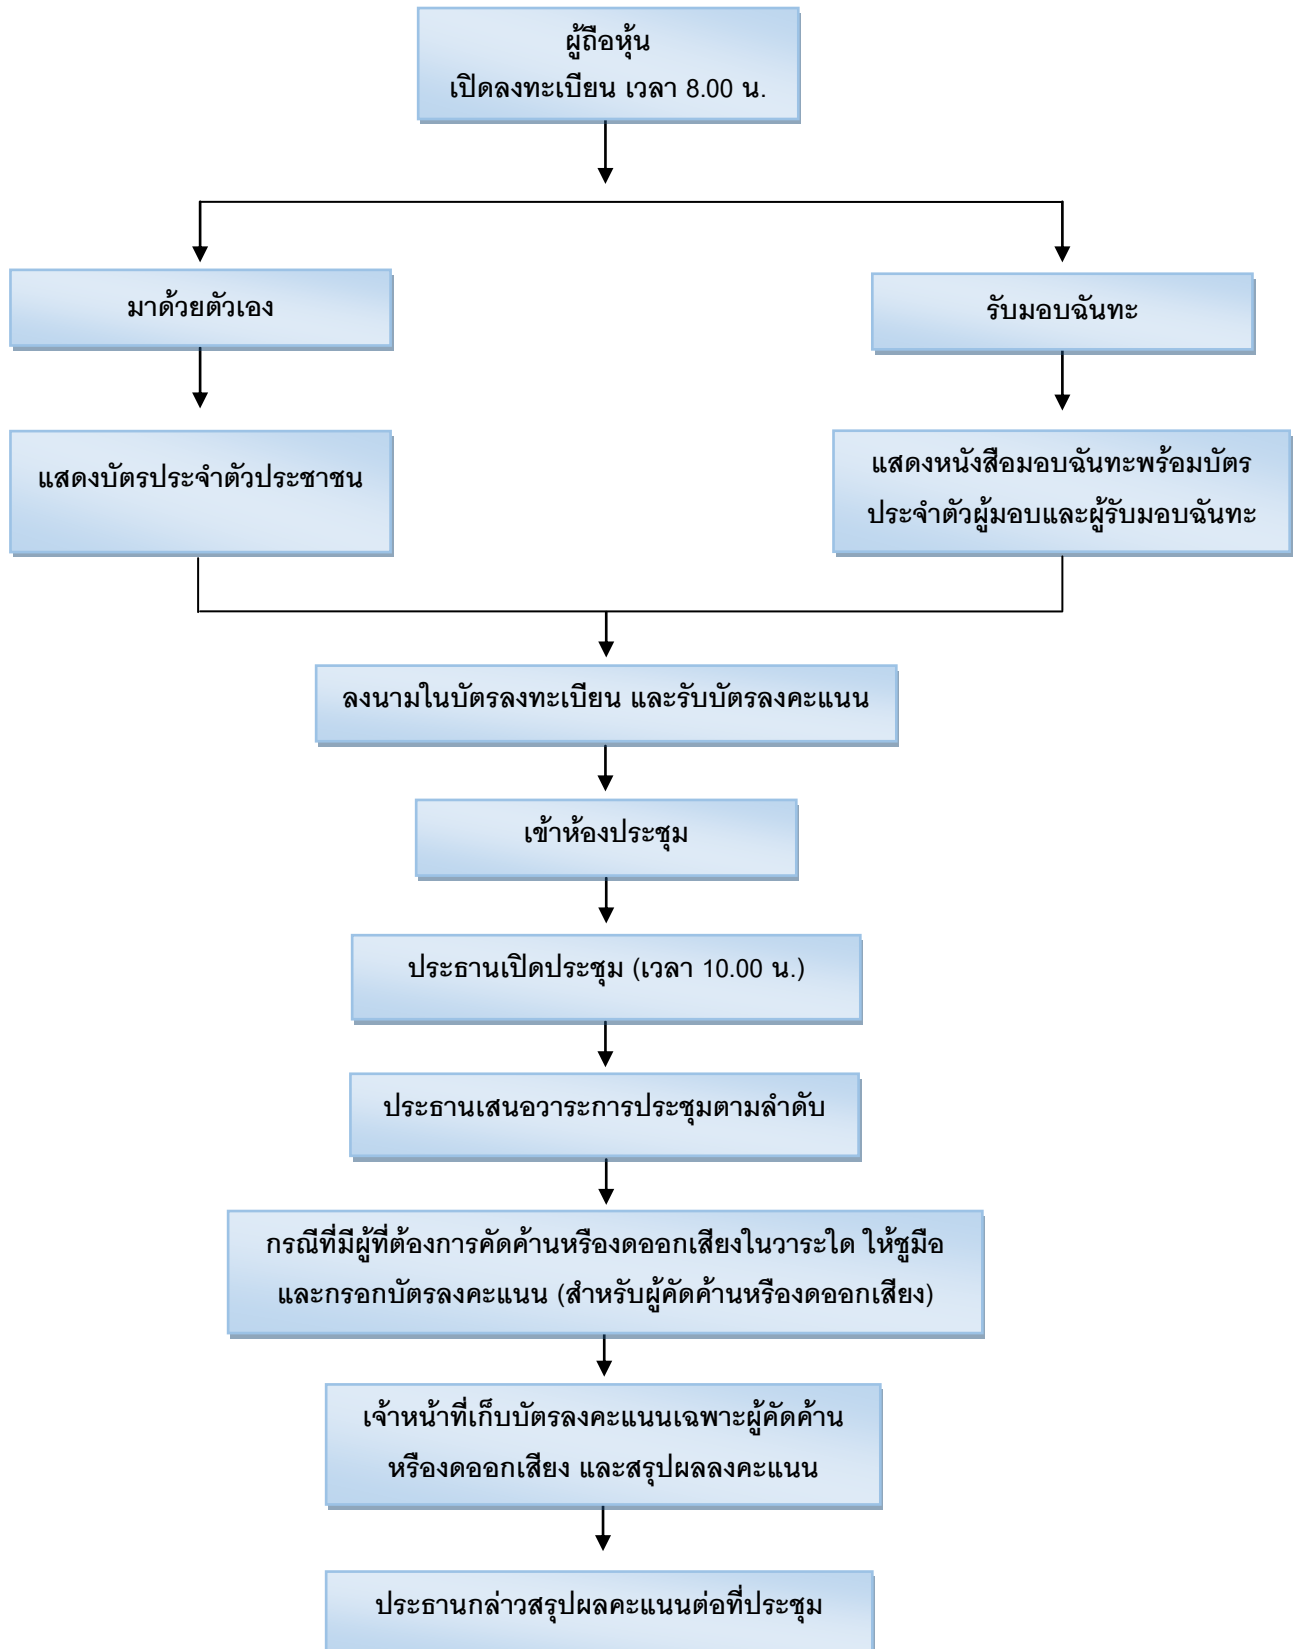 ผู้ถือหุ้น
เปิดลงทะเบียน เวลา 8.00 น.
มาด้วยตัวเอง
รับมอบฉันทะ
แสดงบัตรประจำตัวประชาชน
แสดงหนังสือมอบฉันทะพร้อมบัตร
ประจำตัวผู้มอบและผู้รับมอบฉันทะ
ลงนามในบัตรลงทะเบียน และรับบัตรลงคะแนน
เข้าห้องประชุม
ประธานเปิดประชุม (เวลา 10.00 น.)
ประธานเสนอวาระการประชุมตามลำดับ
กรณีที่มีผู้ที่ต้องการคัดค้านหรืองดออกเสียงในวาระใด ให้ชูมือ
และกรอกบัตรลงคะแนน (สำหรับผู้คัดค้านหรืองดออกเสียง)
เจ้าหน้าที่เก็บบัตรลงคะแนนเฉพาะผู้คัดค้าน
หรืองดออกเสียง และสรุปผลลงคะแนน
ประธานกล่าวสรุปผลคะแนนต่อที่ประชุม